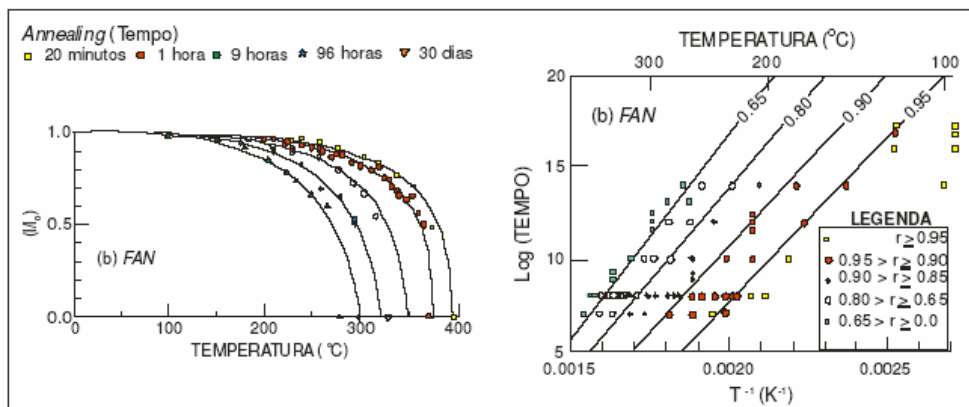 Annealing (Tempo)
20 minutos 1 hora 9 horas 96 horas 30 dias
1.0
0.5
0.0
(l/lo)
(b) FAN
100 200 300 400
TEMPERATURA (°C)
TEMPERATURA (°C)
300 200 100
20
15
10
5
Log (TEMPO)
(b) FAN
0.65
0.80
0.90
0.95
LEGENDA
r ≥ 0.95
0.95 > r ≥ 0.90
0.90 > r ≥ 0.85
0.80 > r ≥ 0.65
0.65 > r ≥ 0.0
0.0015 0.0020 0.0025
T⁻¹ (K⁻¹)